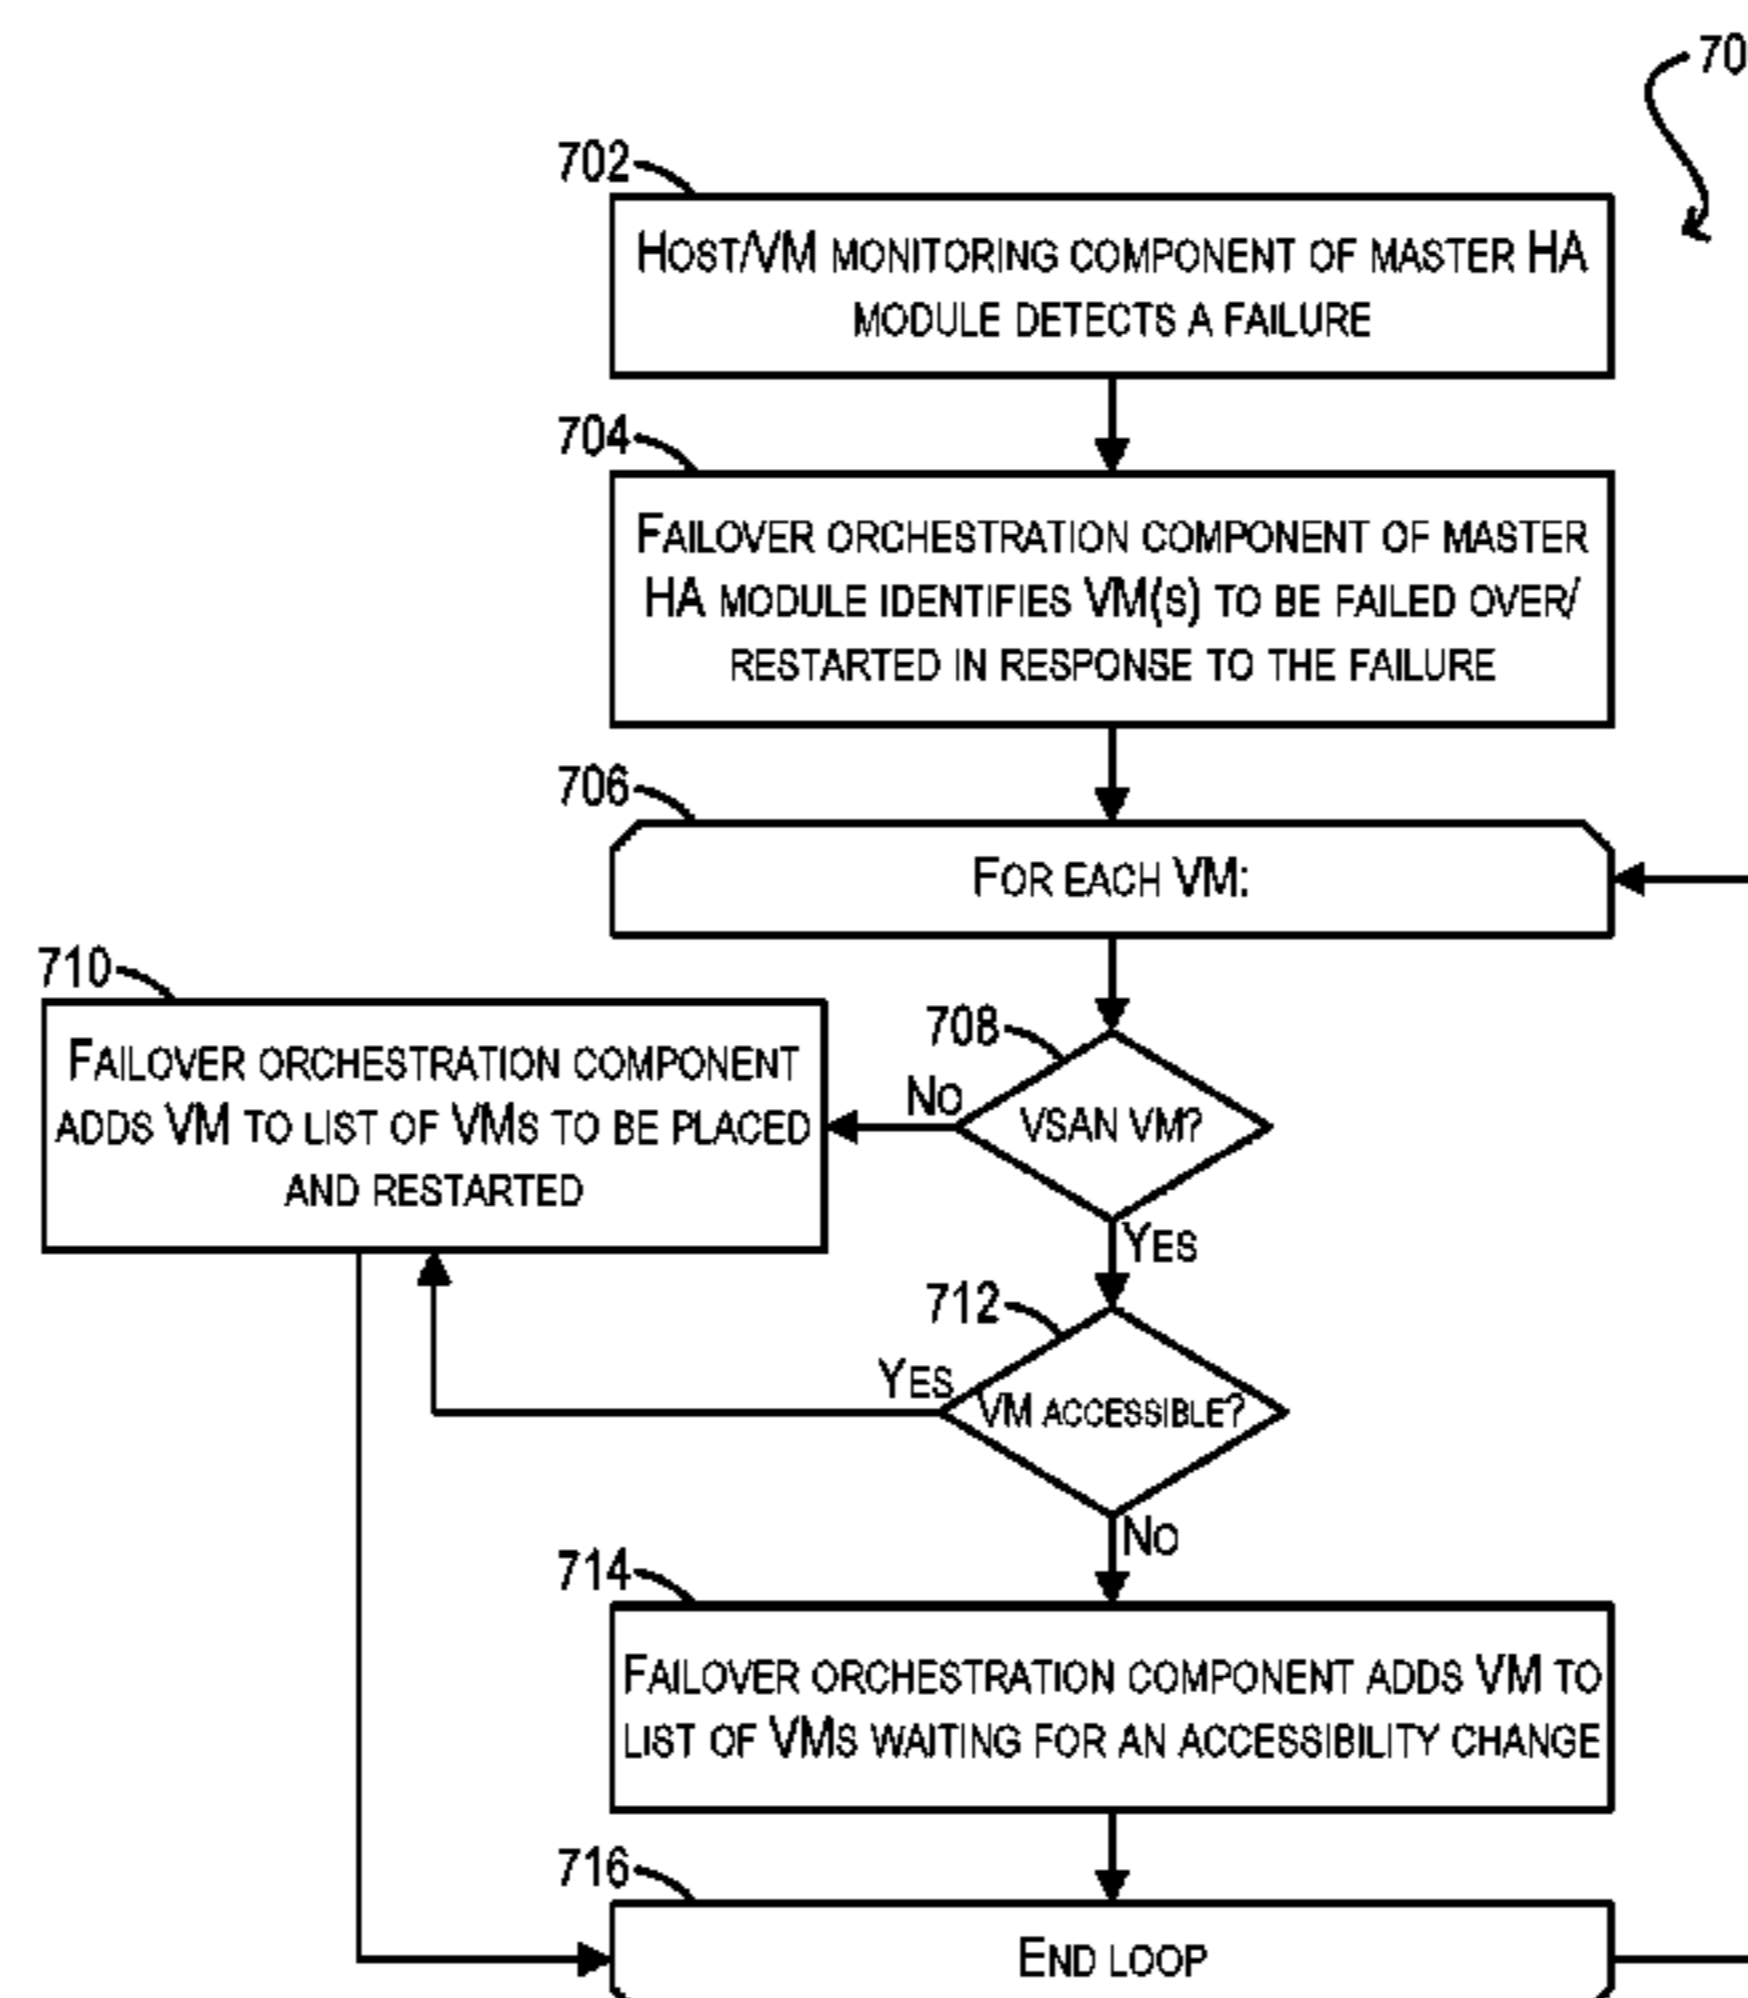 70
702
HOST/VM MONITORING COMPONENT OF MASTER HA
MODULE DETECTS A FAILURE
704
FAILOVER ORCHESTRATION COMPONENT OF MASTER
HA MODULE IDENTIFIES VM(S) TO BE FAILED OVER/
RESTARTED IN RESPONSE TO THE FAILURE
706
FOR EACH VM:
710
FAILOVER ORCHESTRATION COMPONENT
ADDS VM TO LIST OF VMS TO BE PLACED
AND RESTARTED
708
NO
VSAN VM?
YES
712
YES
VM ACCESSIBLE?
NO
714
FAILOVER ORCHESTRATION COMPONENT ADDS VM TO
LIST OF VMS WAITING FOR AN ACCESSIBILITY CHANGE
716
END LOOP